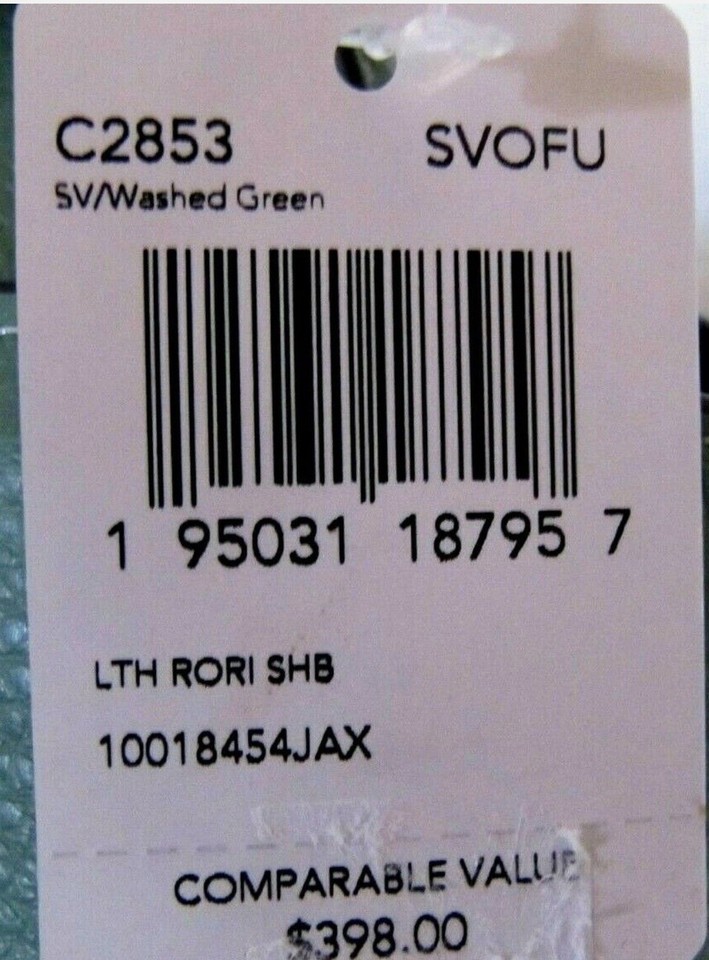 C2853 SVOFU
SV/Washed Green
1 95031 18795 7
LTH RORI SHB
10018454JAX
COMPARABLE VALUE
$398.00